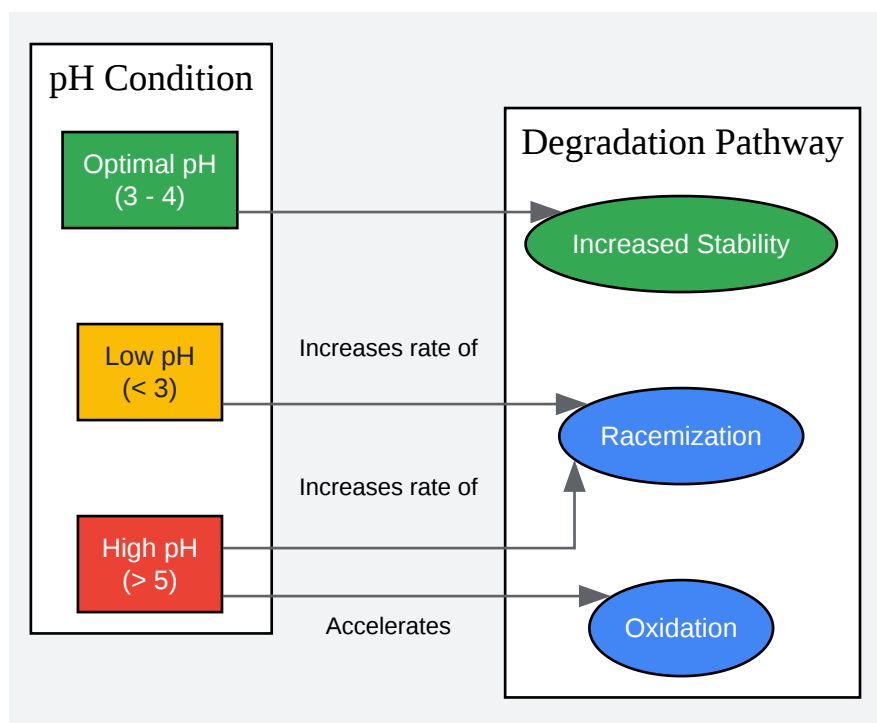 pH Condition
Optimal pH
(3 - 4)
Low pH
(< 3)
High pH
(> 5)
Increases rate of
Increases rate of
Accelerates
Degradation Pathway
Increased Stability
Racemization
Oxidation